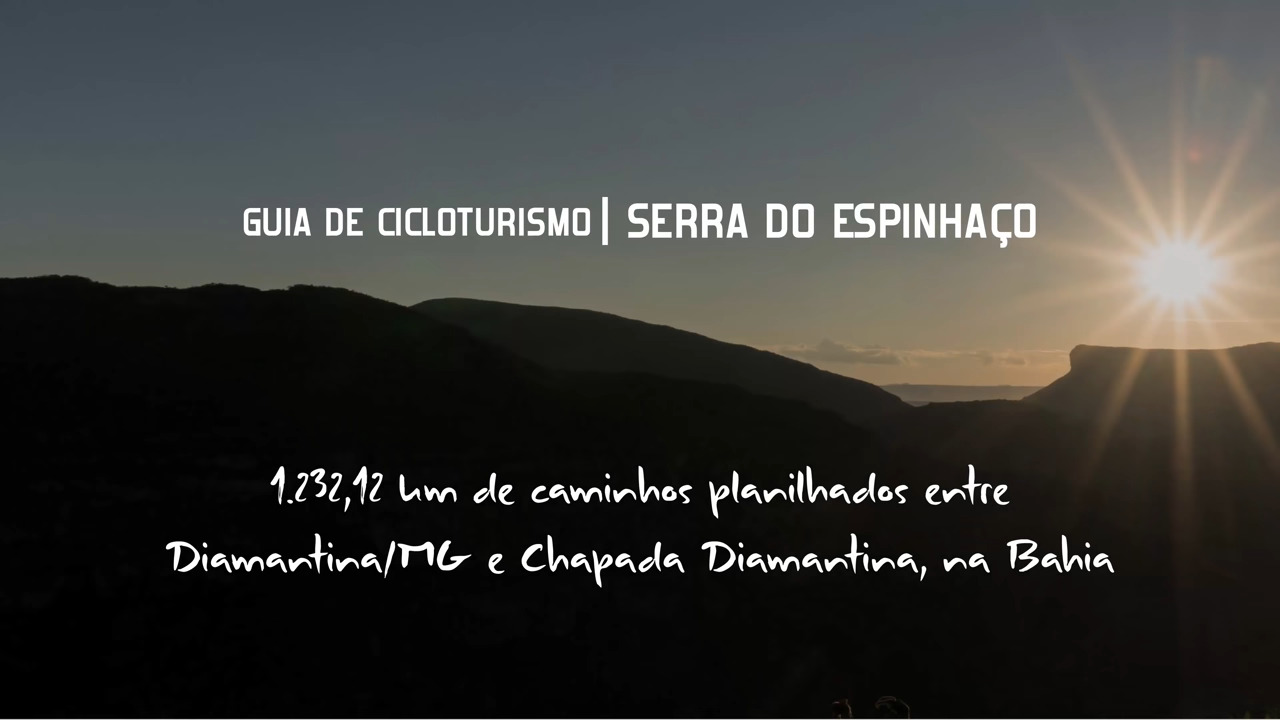 GUIA DE CICLOTURISMO | SERRA DO ESPINHAÇO
1.232,12 km de caminhos planilhados entre
Diamantina/MG e Chapada Diamantina, na Bahia